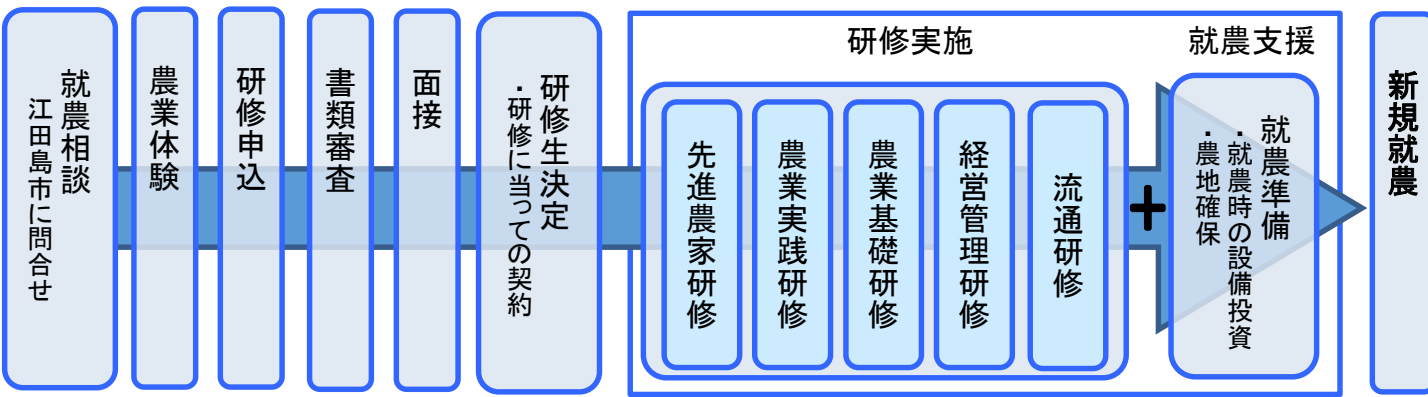 就農相談
江田島市に問合せ
農業体験
研修申込
書類審査
面接
研修生決定
・研修に当っての契約
研修実施
先進農家研修
農業実践研修
農業基礎研修
経営管理研修
流通研修
+
就農支援
就農準備
・就農時の設備投資
・農地確保
新規就農